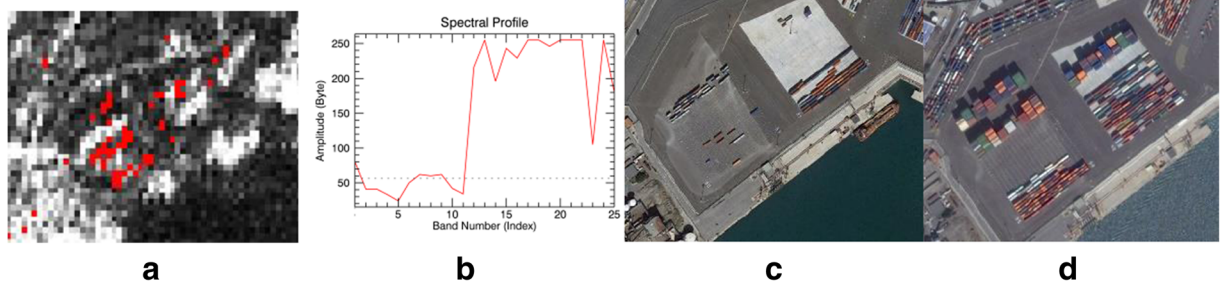 Spectral Profile
250
200
150
100
50
Amplitude (Byte)
5 10 15 20 25
Band Number (Index)
a b c d